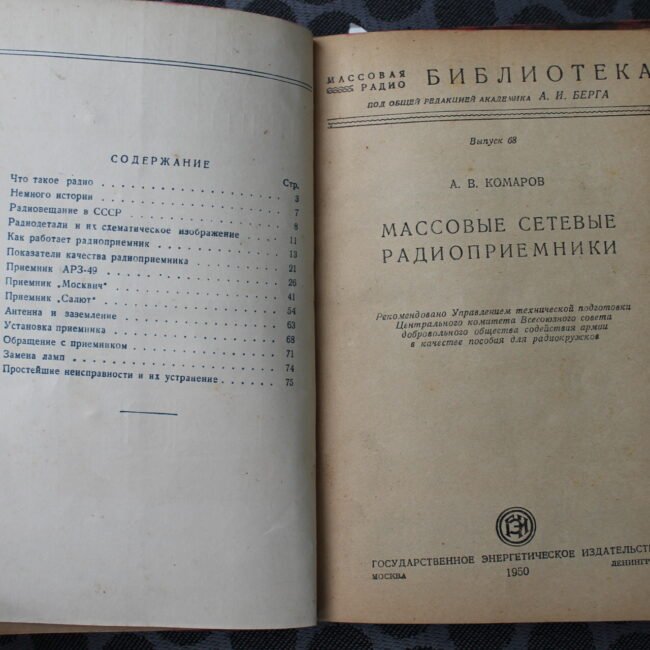 СОДЕРЖАНИЕ
Стр.
Что такое радио . . . . . . . . . . . . . . 3
Немного истории . . . . . . . . . . . . . . 7
Радиовещание в СССР . . . . . . . . . . . . 8
Радиодетали и их схематическое изображение . . . . 11
Как работает радиоприемник . . . . . . . . . . 13
Показатели качества радиоприемника . . . . . . . 21
Приемник АРЗ-49 . . . . . . . . . . . . . . 26
Приемник „Москвич“ . . . . . . . . . . . . . 41
Приемник „Салют“ . . . . . . . . . . . . . . 54
Антенна и заземление . . . . . . . . . . . . 63
Установка приемника . . . . . . . . . . . . . 68
Обращение с приемником . . . . . . . . . . . 71
Замена ламп . . . . . . . . . . . . . . . . 74
Простейшие неисправности и их устранение . . . . . 75
МАССОВАЯ
РАДИО
БИБЛИОТЕКА
ПОД ОБЩЕЙ РЕДАКЦИЕЙ АКАДЕМИКА А. И. БЕРГА
Выпуск 68
А. В. КОМАРОВ
МАССОВЫЕ СЕТЕВЫЕ
РАДИОПРИЕМНИКИ
Рекомендовано Управлением технической подготовки
Центрального комитета Всесоюзного совета
добровольного общества содействия армии
в качестве пособия для радиокружков
ГЭИ
ГОСУДАРСТВЕННОЕ ЭНЕРГЕТИЧЕСКОЕ ИЗДАТЕЛЬСТ
МОСКВА 1950 ЛЕНИНГР